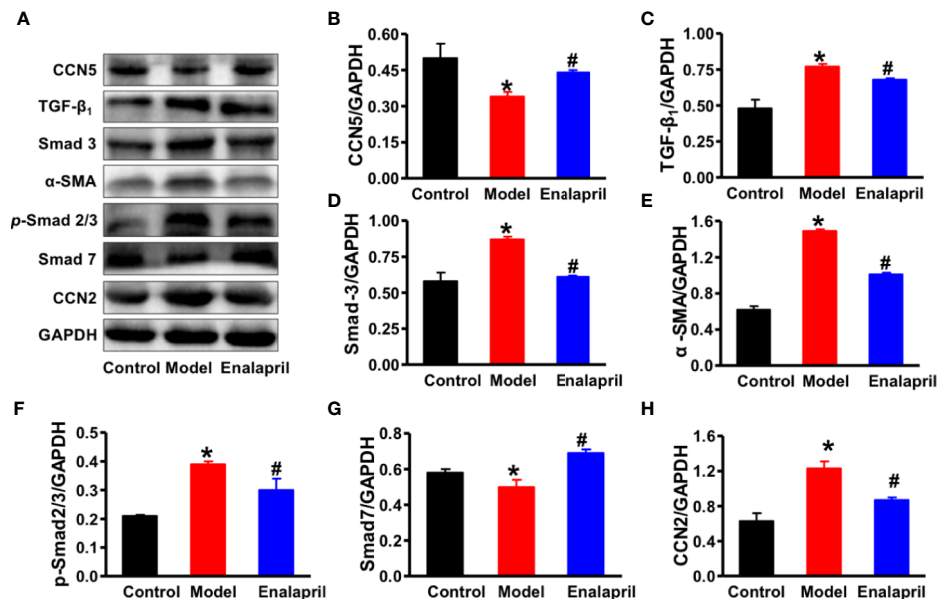 A
CCN5
TGF-β1
Smad 3
α-SMA
p-Smad 2/3
Smad 7
CCN2
GAPDH
Control Model Enalapril
B
CCN5/GAPDH
0.60
0.45
0.30
0.15
0.00
*
#
Control Model Enalapril
C
TGF-β1/GAPDH
1.00
0.75
0.50
0.25
0.00
*
#
Control Model Enalapril
D
Smad-3/GAPDH
1.00
0.75
0.50
0.25
0.00
*
#
Control Model Enalapril
E
α-SMA/GAPDH
1.6
1.2
0.8
0.4
0.0
*
#
Control Model Enalapril
F
p-Smad2/3/GAPDH
0.5
0.4
0.3
0.2
0.1
0.0
*
#
Control Model Enalapril
G
Smad7/GAPDH
0.8
0.6
0.4
0.2
0.0
*
#
Control Model Enalapril
H
CCN2/GAPDH
1.6
1.2
0.8
0.4
0.0
*
#
Control Model Enalapril